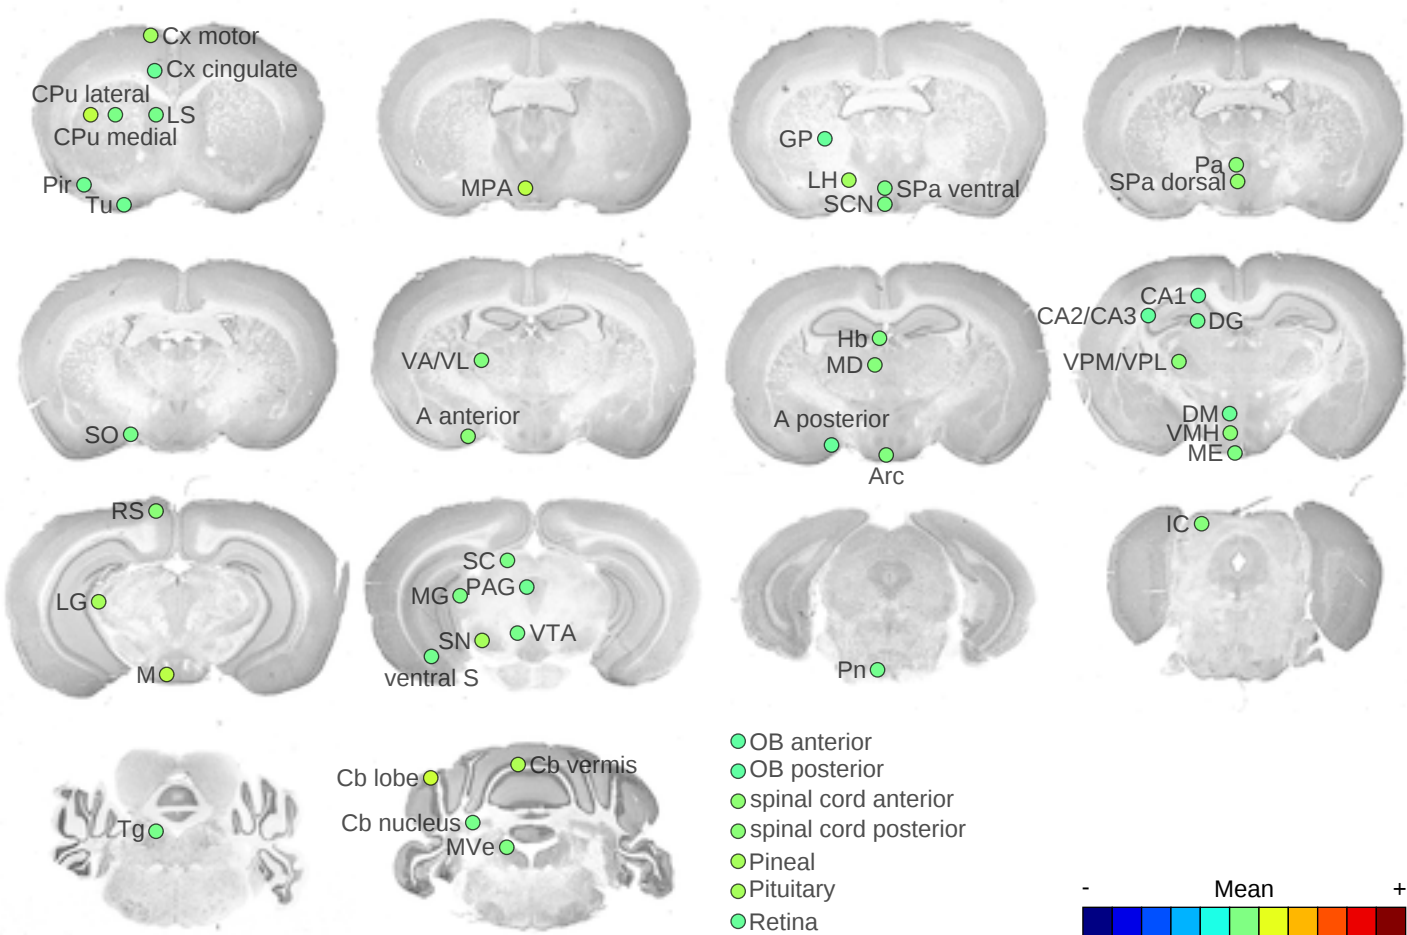 Cx motor
Cx cingulate
CPu lateral
LS
CPu medial
Pir
Tu
MPA
GP
LH
SPa ventral
SCN
Pa
SPa dorsal
SO
VA/VL
A anterior
Hb
MD
A posterior
Arc
CA1
CA2/CA3
DG
VPM/VPL
DM
VMH
ME
RS
LG
M
SC
MG
PAG
SN
VTA
ventral S
Pn
IC
Tg
Cb lobe
Cb vermis
Cb nucleus
MVe
OB anterior
OB posterior
spinal cord anterior
spinal cord posterior
Pineal
Pituitary
Retina
- Mean +